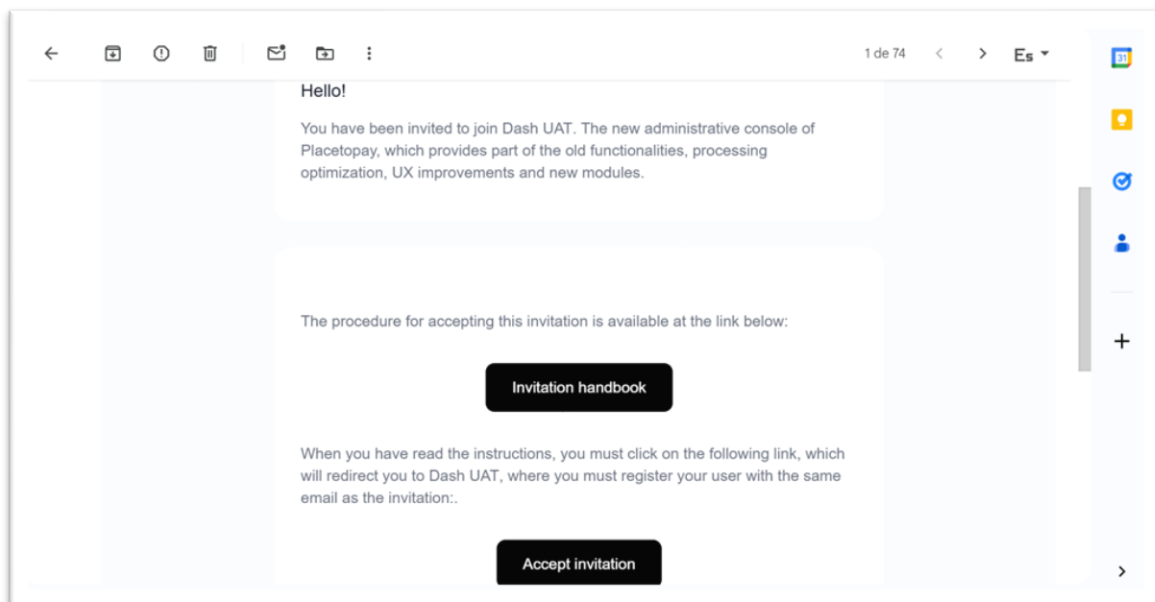 1 de 74
Es
31
Hello!
You have been invited to join Dash UAT. The new administrative console of
Placetopay, which provides part of the old functionalities, processing
optimization, UX improvements and new modules.
The procedure for accepting this invitation is available at the link below:
Invitation handbook
When you have read the instructions, you must click on the following link, which
will redirect you to Dash UAT, where you must register your user with the same
email as the invitation:.
Accept invitation